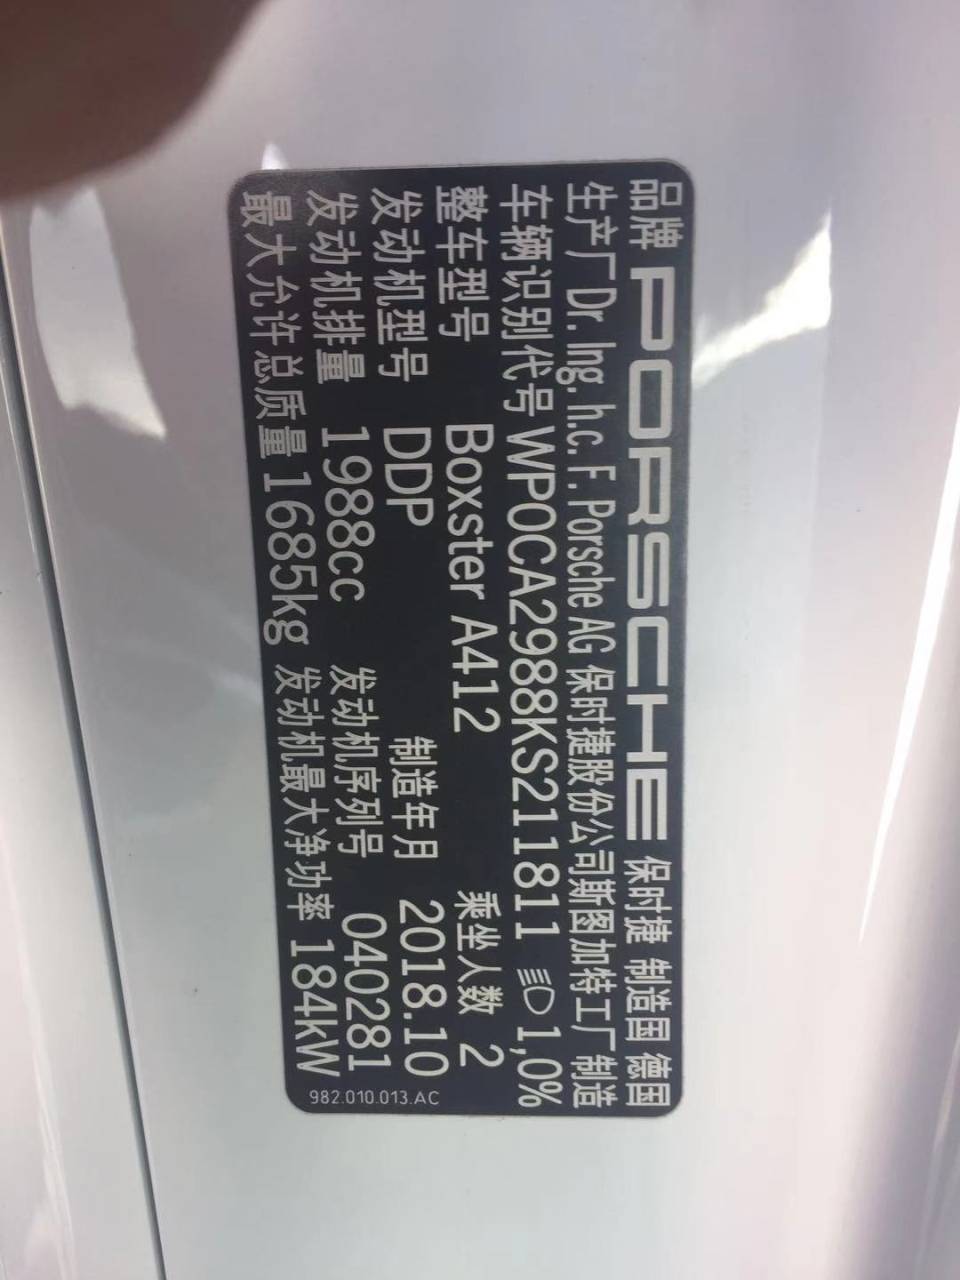 品牌 PORSCHE 保时捷 制造国 德国
生产厂 Dr. Ing. h.c. F. Porsche AG 保时捷股份公司斯图加特工厂制造
车辆识别代号 WP0CA2988KS211811 1,0%
整车型号 Boxster A412 乘坐人数 2
发动机型号 DDP 制造年月 2018.10
发动机排量 1988cc 发动机序列号 040281
最大允许总质量 1685kg 发动机最大净功率 184kW
982.010.013.AC